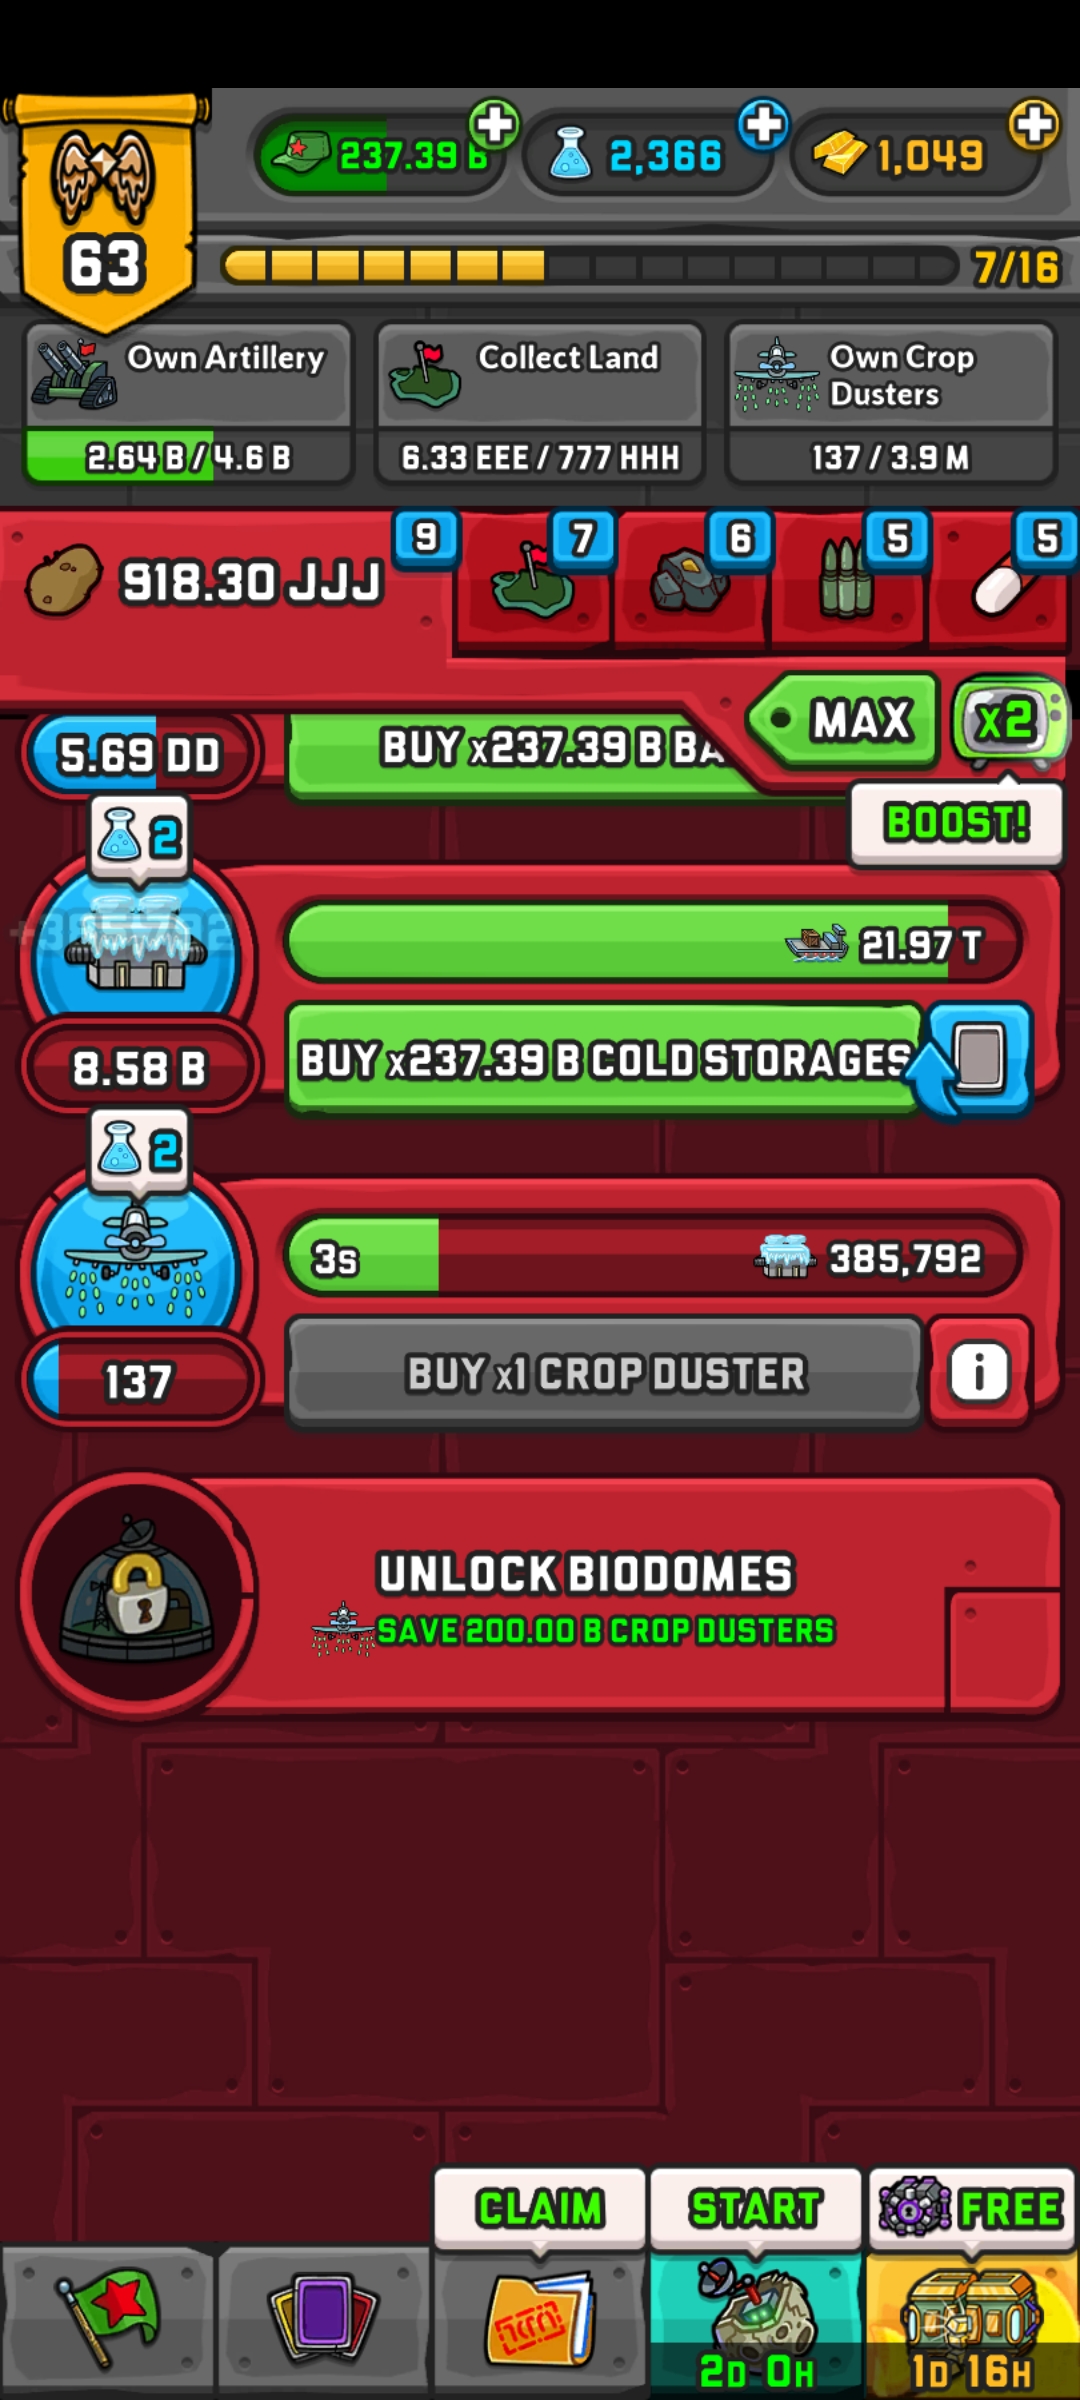 237.39 B
2,366
1,049
63
7/16
Own Artillery
2.64 B / 4.6 B
Collect Land
6.33 EEE / 777 HHH
Own Crop
Dusters
137 / 3.9 M
918.30 JJJ
9
7
6
5
5
MAX
x2
BOOST!
5.69 DD
BUY x237.39 B BA
2
+385,792
21.97 T
8.58 B
BUY x237.39 B COLD STORAGES
2
3s
385,792
137
BUY x1 CROP DUSTER
i
UNLOCK BIODOMES
SAVE 200.00 B CROP DUSTERS
CLAIM
START
FREE
2D 0H
1D 16H